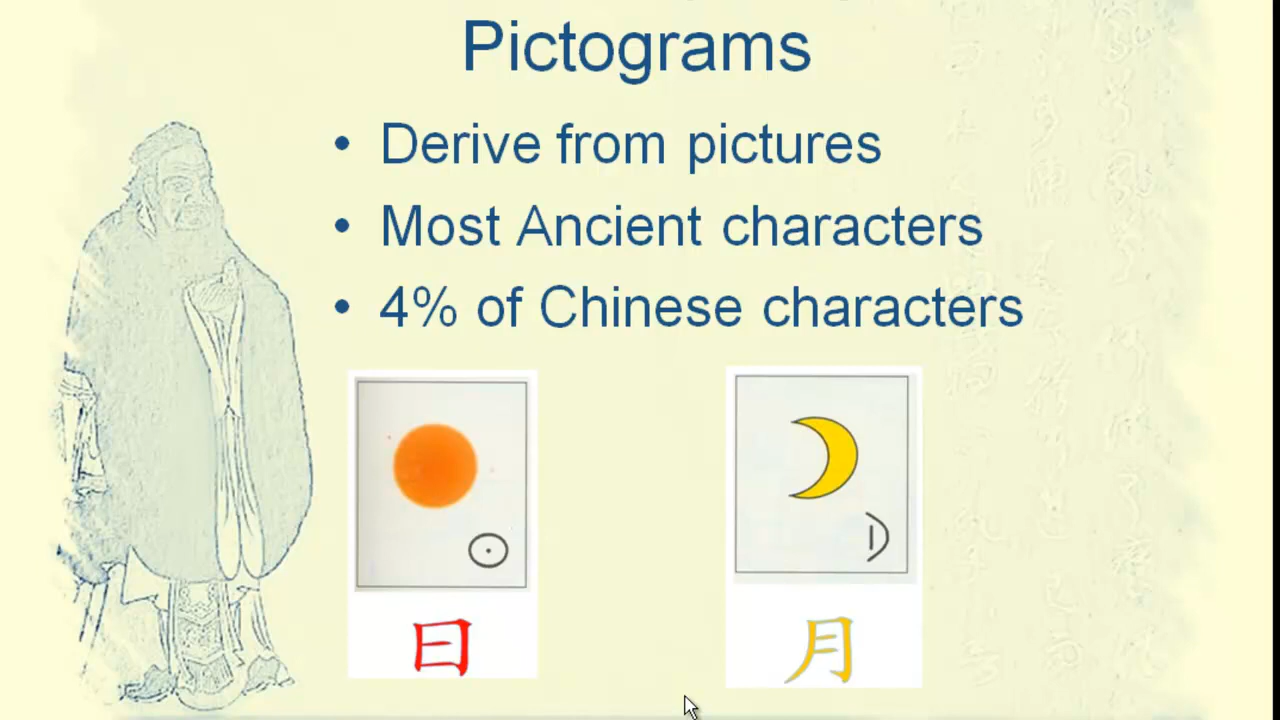 Pictograms
• Derive from pictures
• Most Ancient characters
• 4% of Chinese characters
日
月